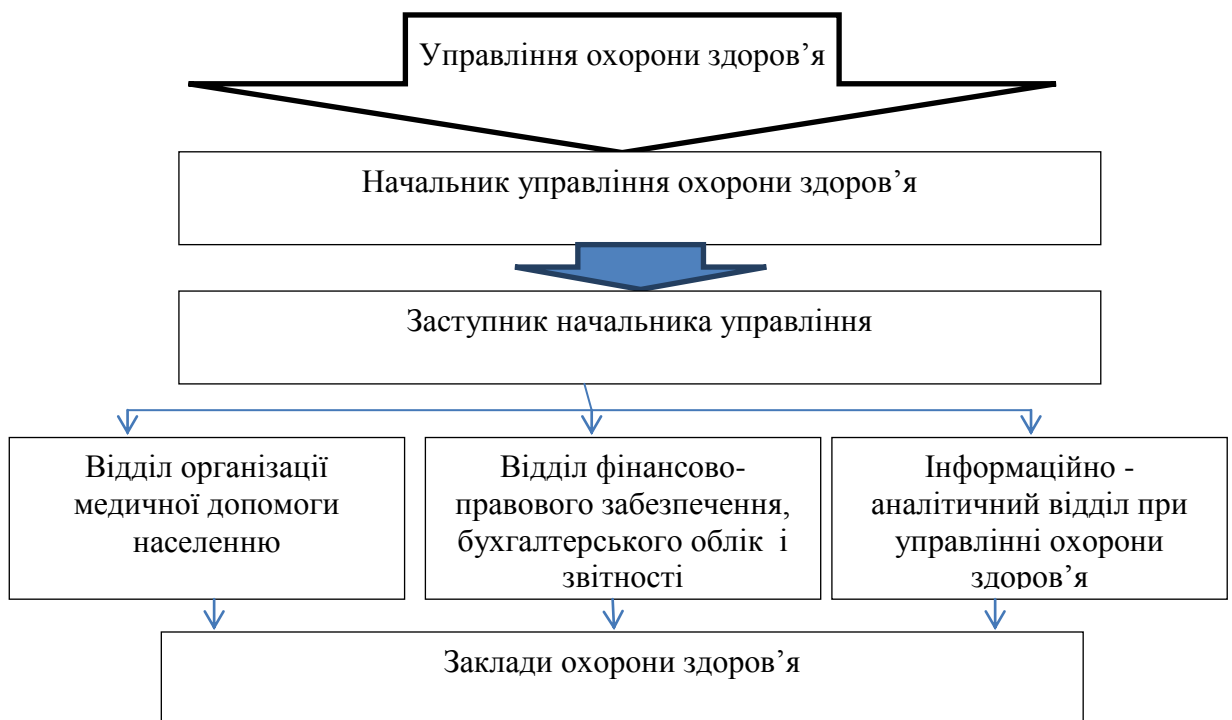 Управління охорони здоров’я
Начальник управління охорони здоров’я
Заступник начальника управління
Відділ організації
медичної допомоги
населенню
Відділ фінансово-
правового забезпечення,
бухгалтерського облік і
звітності
Інформаційно -
аналітичний відділ при
управлінні охорони
здоров’я
Заклади охорони здоров’я